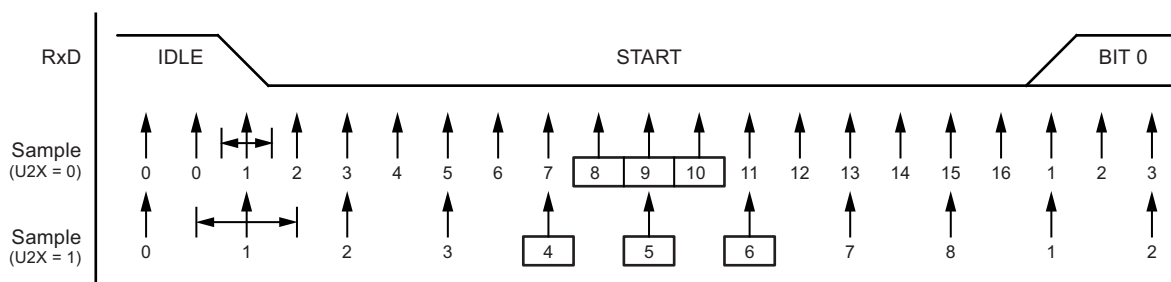 RxD IDLE START BIT 0
Sample
(U2X = 0)
0 0 1 2 3 4 5 6 7 8 9 10 11 12 13 14 15 16 1 2 3
Sample
(U2X = 1)
0 1 2 3 4 5 6 7 8 1 2